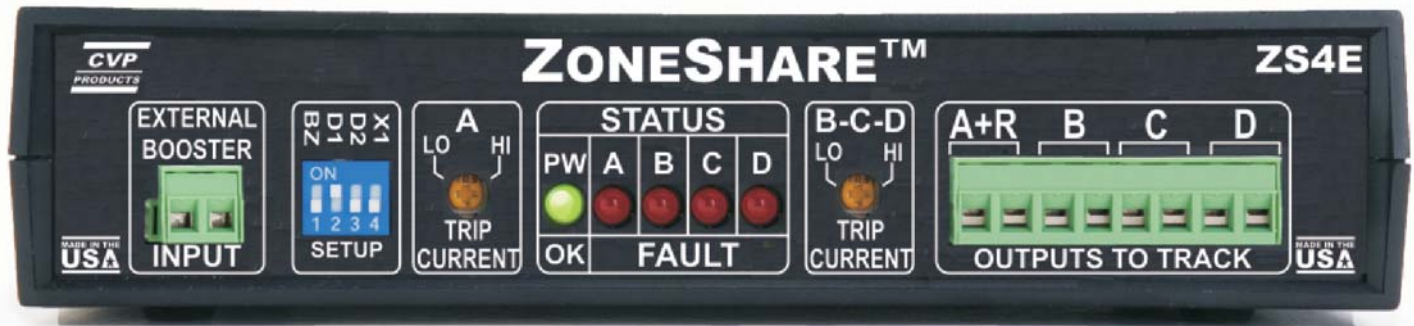 CVP
PRODUCTS
ZONESHARE™
ZS4E
EXTERNAL
BOOSTER
INPUT
BZ
D1
D2
X1
ON
1 2 3 4
SETUP
A
LO HI
TRIP
CURRENT
STATUS
PW A B C D
OK FAULT
B-C-D
LO HI
TRIP
CURRENT
A+R B C D
OUTPUTS TO TRACK
MADE IN THE
USA
MADE IN THE
USA